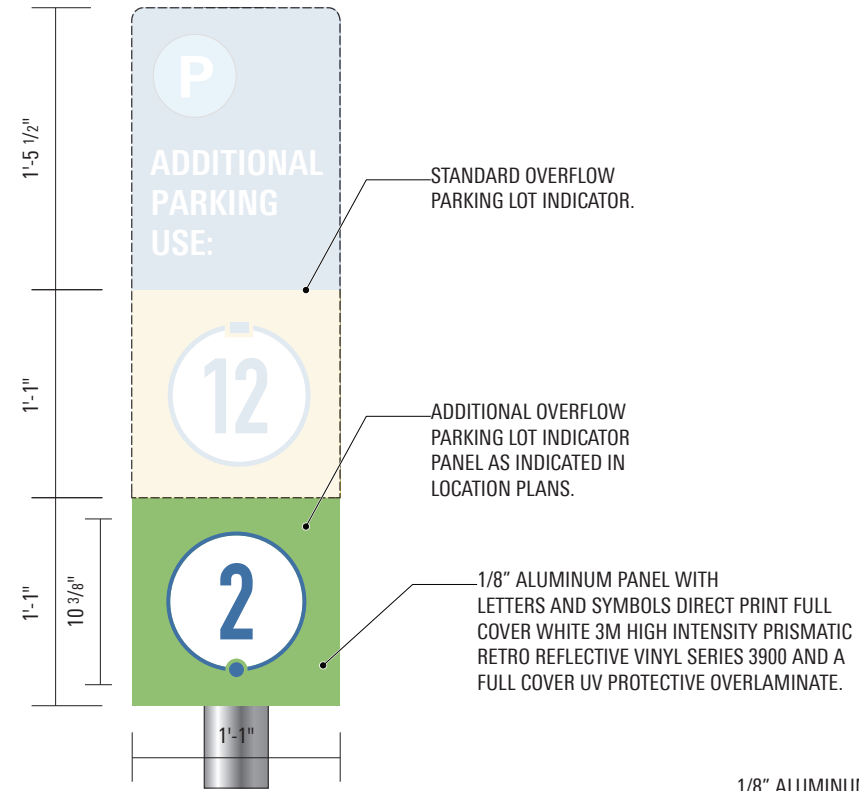 P
ADDITIONAL
PARKING
USE:
1'-5 1/2"
STANDARD OVERFLOW
PARKING LOT INDICATOR.
12
1'-1"
ADDITIONAL OVERFLOW
PARKING LOT INDICATOR
PANEL AS INDICATED IN
LOCATION PLANS.
2
1'-1"
10 3/8"
1/8” ALUMINUM PANEL WITH
LETTERS AND SYMBOLS DIRECT PRINT FULL
COVER WHITE 3M HIGH INTENSITY PRISMATIC
RETRO REFLECTIVE VINYL SERIES 3900 AND A
FULL COVER UV PROTECTIVE OVERLAMINATE.
1'-1"
1/8” ALUMINUM